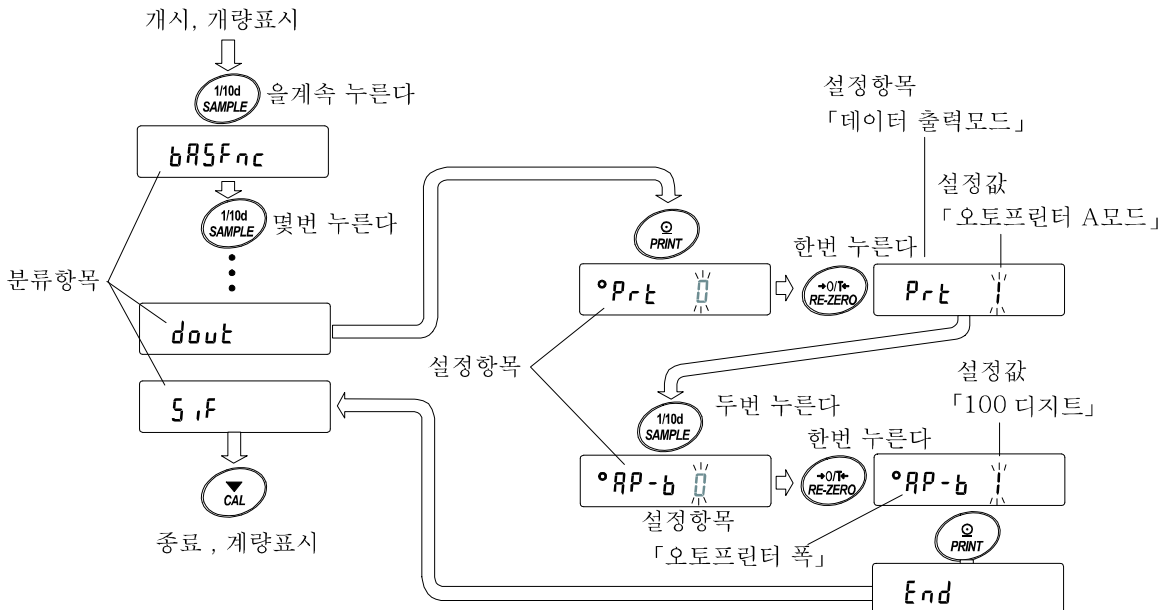 개시, 개량표시
1/10d
SAMPLE
을계속 누른다
bASFnc
1/10d
SAMPLE
몇번 누른다
분류항목
dout
SiF
CAL
종료 , 계량표시
PRINT
°Prt 0
한번 누른다
→0/T←
RE-ZERO
설정항목
「데이터 출력모드」
설정값
「오토프린터 A모드」
Prt 1
설정항목
1/10d
SAMPLE
두번 누른다
°AP-b 0
설정항목
「오토프린터 폭」
한번 누른다
→0/T←
RE-ZERO
설정값
「100 디지트」
°AP-b 1
PRINT
End